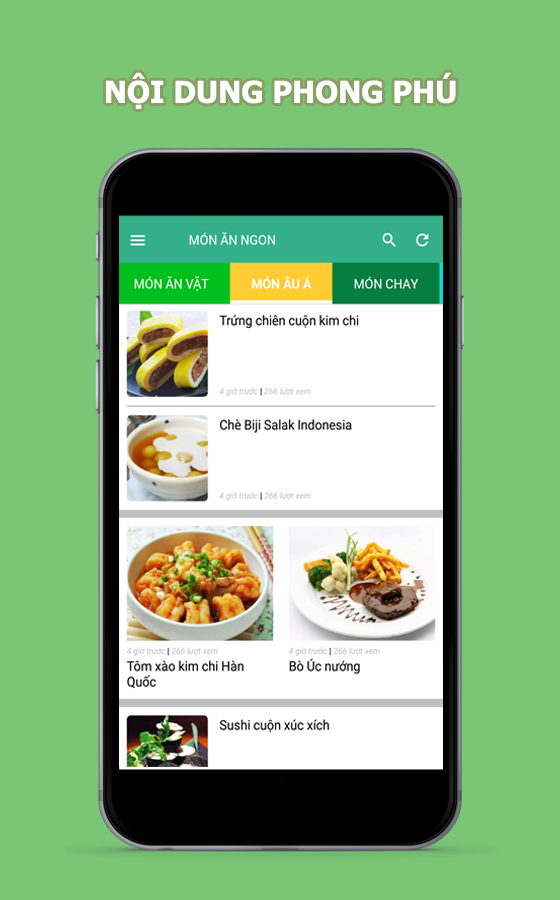 NỘI DUNG PHONG PHÚ
MÓN ĂN NGON
MÓN ĂN VẶT
MÓN ÂU Á
MÓN CHAY
Trứng chiên cuộn kim chi
4 giờ trước | 266 lượt xem
Chè Biji Salak Indonesia
4 giờ trước | 266 lượt xem
4 giờ trước | 266 lượt xem
Tôm xào kim chi Hàn
Quốc
4 giờ trước | 266 lượt xem
Bò Úc nướng
Sushi cuộn xúc xích